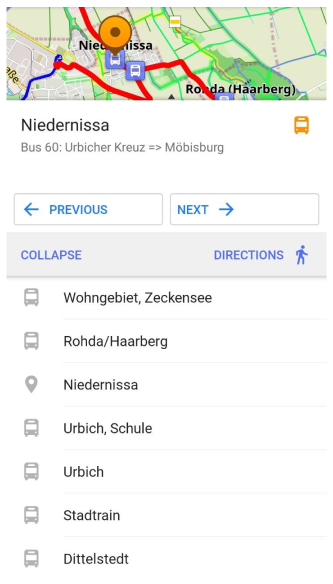 Niedernissa
Rohda (Haarberg)
Niedernissa
Bus 60: Urbicher Kreuz => Möbisburg
PREVIOUS
NEXT
COLLAPSE
DIRECTIONS
Wohngebiet, Zeckensee
Rohda/Haarberg
Niedernissa
Urbich, Schule
Urbich
Stadtrain
Dittelstedt